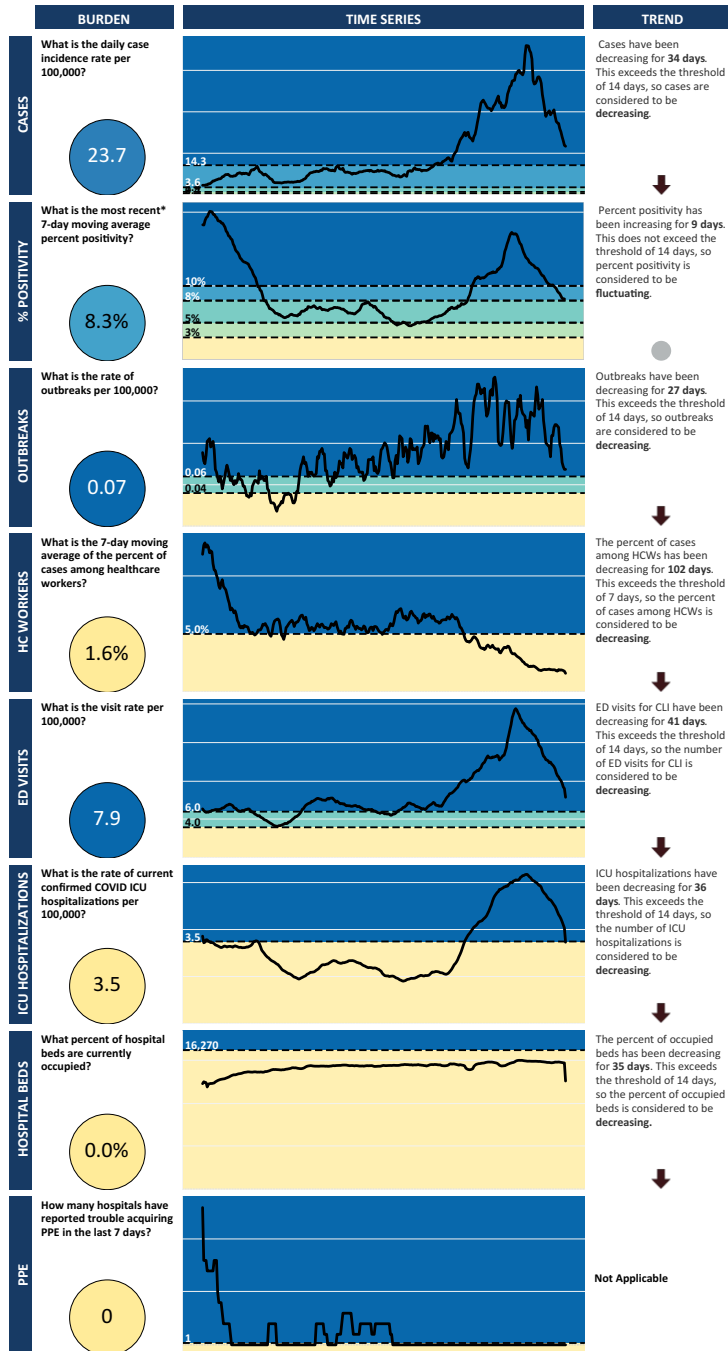 BURDEN
TIME SERIES
TREND
CASES
What is the daily case
incidence rate per
100,000?
23.7
14.3
3.6
Cases have been
decreasing for 34 days.
This exceeds the threshold
of 14 days, so cases are
considered to be
decreasing.
% POSITIVITY
What is the most recent*
7-day moving average
percent positivity?
8.3%
10%
8%
5%
3%
Percent positivity has
been increasing for 9 days.
This does not exceed the
threshold of 14 days, so
percent positivity is
considered to be
fluctuating.
OUTBREAKS
What is the rate of
outbreaks per 100,000?
0.07
0.06
0.04
Outbreaks have been
decreasing for 27 days.
This exceeds the threshold
of 14 days, so outbreaks
are considered to be
decreasing.
HC WORKERS
What is the 7-day moving
average of the percent of
cases among healthcare
workers?
1.6%
5.0%
The percent of cases
among HCWs has been
decreasing for 102 days.
This exceeds the threshold
of 7 days, so the percent
of cases among HCWs is
considered to be
decreasing.
ED VISITS
What is the visit rate per
100,000?
7.9
6.0
4.0
ED visits for CLI have been
decreasing for 41 days.
This exceeds the threshold
of 14 days, so the number
of ED visits for CLI is
considered to be
decreasing.
ICU HOSPITALIZATIONS
What is the rate of current
confirmed COVID ICU
hospitalizations per
100,000?
3.5
3.5
ICU hospitalizations have
been decreasing for 36
days. This exceeds the
threshold of 14 days, so
the number of ICU
hospitalizations is
considered to be
decreasing.
HOSPITAL BEDS
What percent of hospital
beds are currently
occupied?
0.0%
16,270
The percent of occupied
beds has been decreasing
for 35 days. This exceeds
the threshold of 14 days,
so the percent of occupied
beds is considered to be
decreasing.
PPE
How many hospitals have
reported trouble acquiring
PPE in the last 7 days?
0
1
Not Applicable